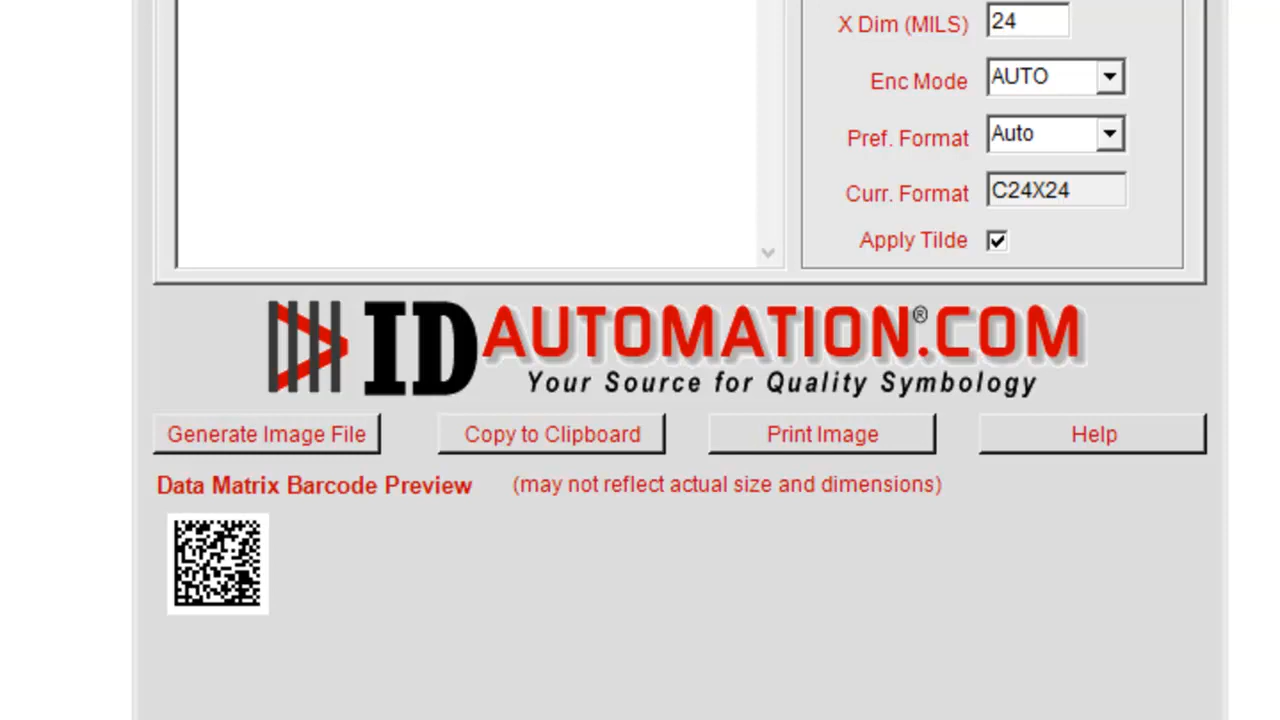 X Dim (MILS) 24
Enc Mode AUTO
Pref. Format Auto
Curr. Format C24X24
Apply Tilde
IDAUTOMATION®.COM
Your Source for Quality Symbology
Generate Image File Copy to Clipboard Print Image Help
Data Matrix Barcode Preview (may not reflect actual size and dimensions)